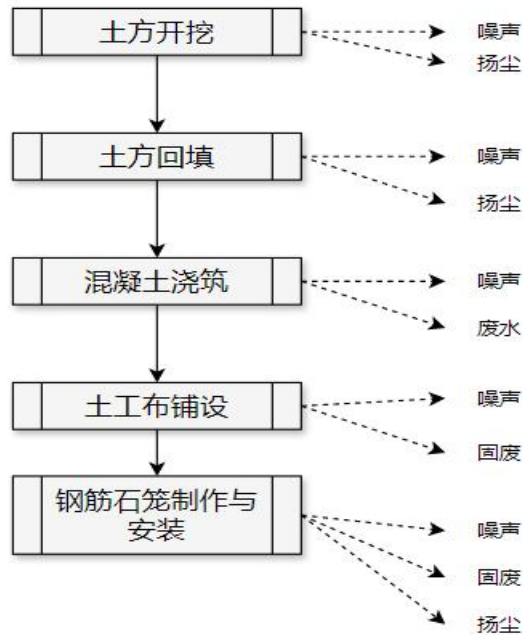 土方开挖
噪声
扬尘
土方回填
噪声
扬尘
混凝土浇筑
噪声
废水
土工布铺设
噪声
固废
钢筋石笼制作与
安装
噪声
固废
扬尘